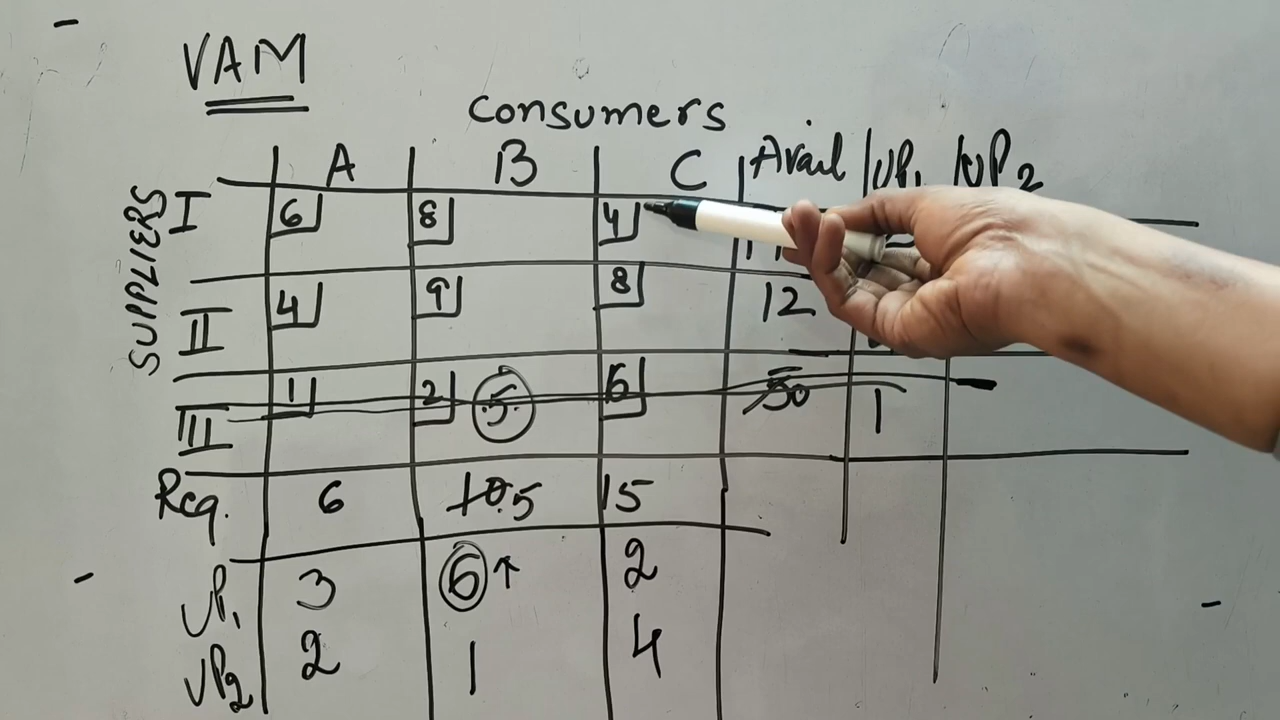 VAM
Consumers
SUPPLIERS
A B C Avail VP1 VP2
I 6 8 4
II 4 9 8 12
III 1 2 5 6 50 1
Req. 6 10 5 15
VP1 3 6 ↑ 2
VP2 2 1 4